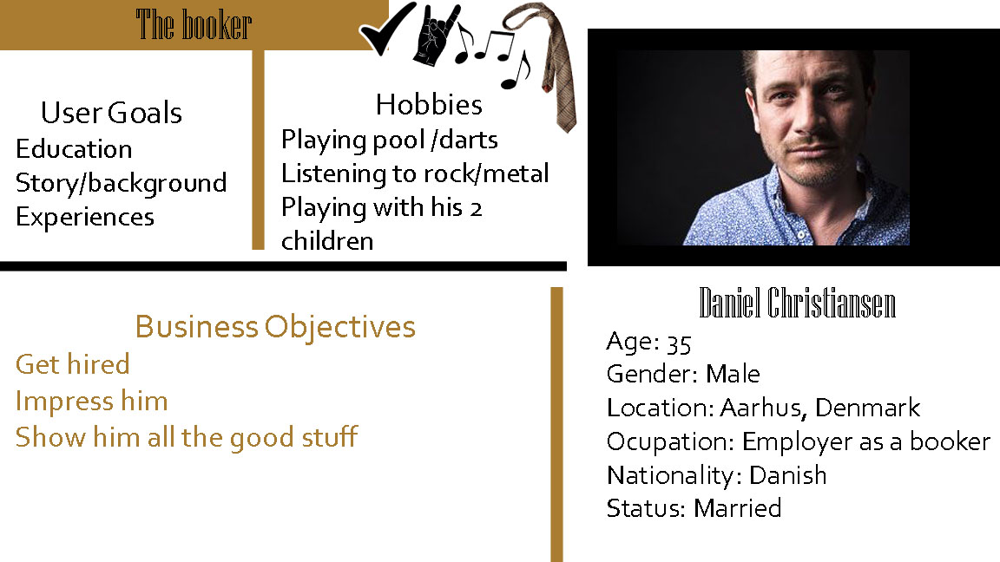 The booker
User Goals
Education
Story/background
Experiences
Hobbies
Playing pool /darts
Listening to rock/metal
Playing with his 2
children
Business Objectives
Get hired
Impress him
Show him all the good stuff
Daniel Christiansen
Age: 35
Gender: Male
Location: Aarhus, Denmark
Ocupation: Employer as a booker
Nationality: Danish
Status: Married